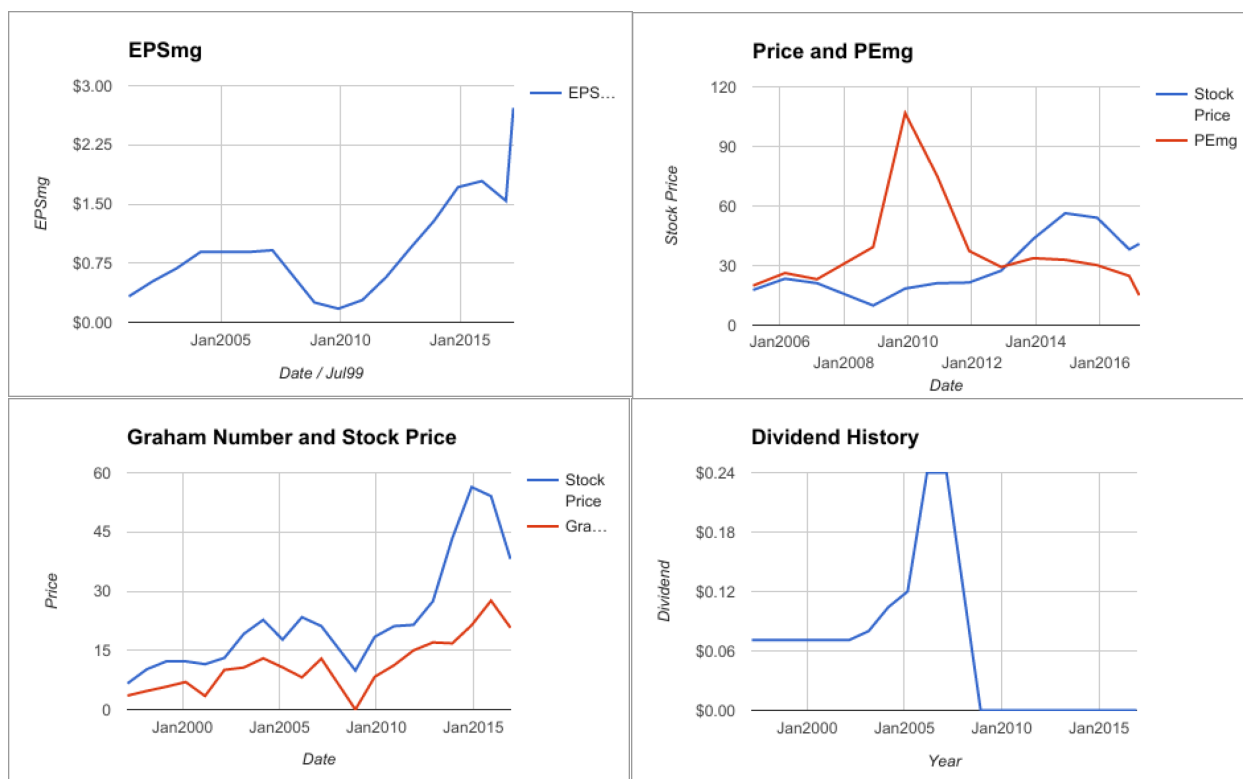 EPSmg
$3.00
$2.25
$1.50
$0.75
$0.00
EPSmg
Jan2005
Jan2010
Jan2015
Date / Jul99
EPS…
Price and PEmg
120
90
60
30
0
Stock Price
Jan2006
Jan2010
Jan2014
Jan2008
Jan2012
Jan2016
Date
Stock
Price
PEmg
Graham Number and Stock Price
60
45
30
15
0
Price
Jan2000
Jan2005
Jan2010
Jan2015
Date
Stock
Price
Gra…
Dividend History
$0.24
$0.18
$0.12
$0.06
$0.00
Dividend
Jan2000
Jan2005
Jan2010
Jan2015
Year